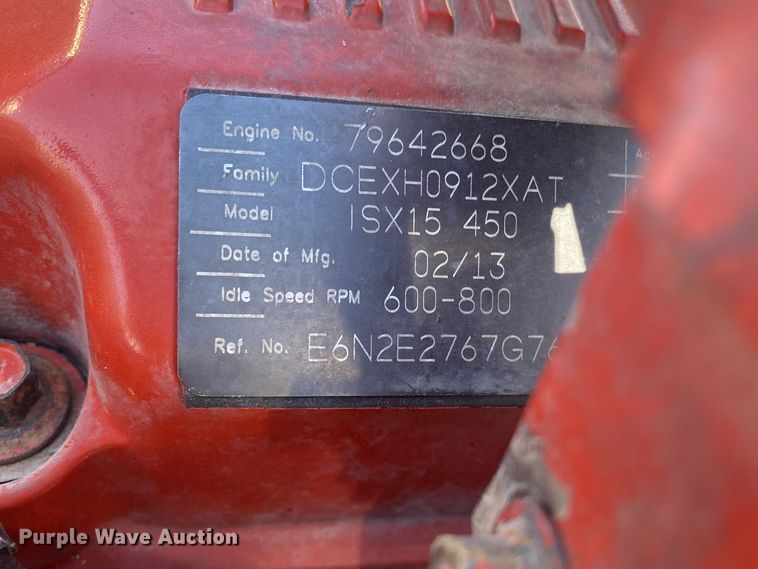 Engine No. 79642668
Family DCEXH0912XAT
Model ISX15 450
Date of Mfg. 02/13
Idle Speed RPM 600-800
Ref. No. E6N2E2767G76
Purple Wave Auction